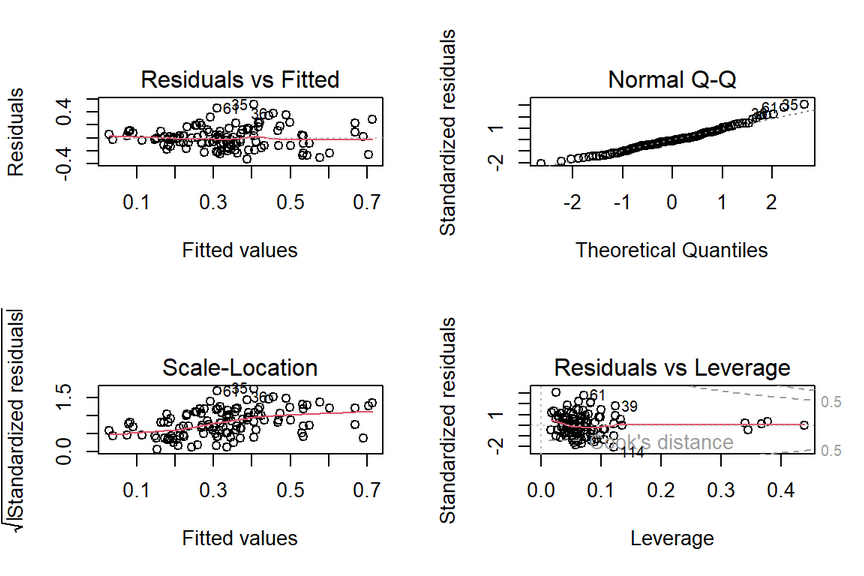 Residuals vs Fitted
Residuals
-0.4 0.4
35
61
36
0.1 0.3 0.5 0.7
Fitted values
Normal Q-Q
Standardized residuals
-2 1
61 35
-2 -1 0 1 2
Theoretical Quantiles
Scale-Location
√|Standardized residuals|
0.0 1.5
35
61
36
0.1 0.3 0.5 0.7
Fitted values
Residuals vs Leverage
Standardized residuals
-2 1
61
39
114
Cook's distance
0.5
0.5
0.0 0.1 0.2 0.3 0.4
Leverage